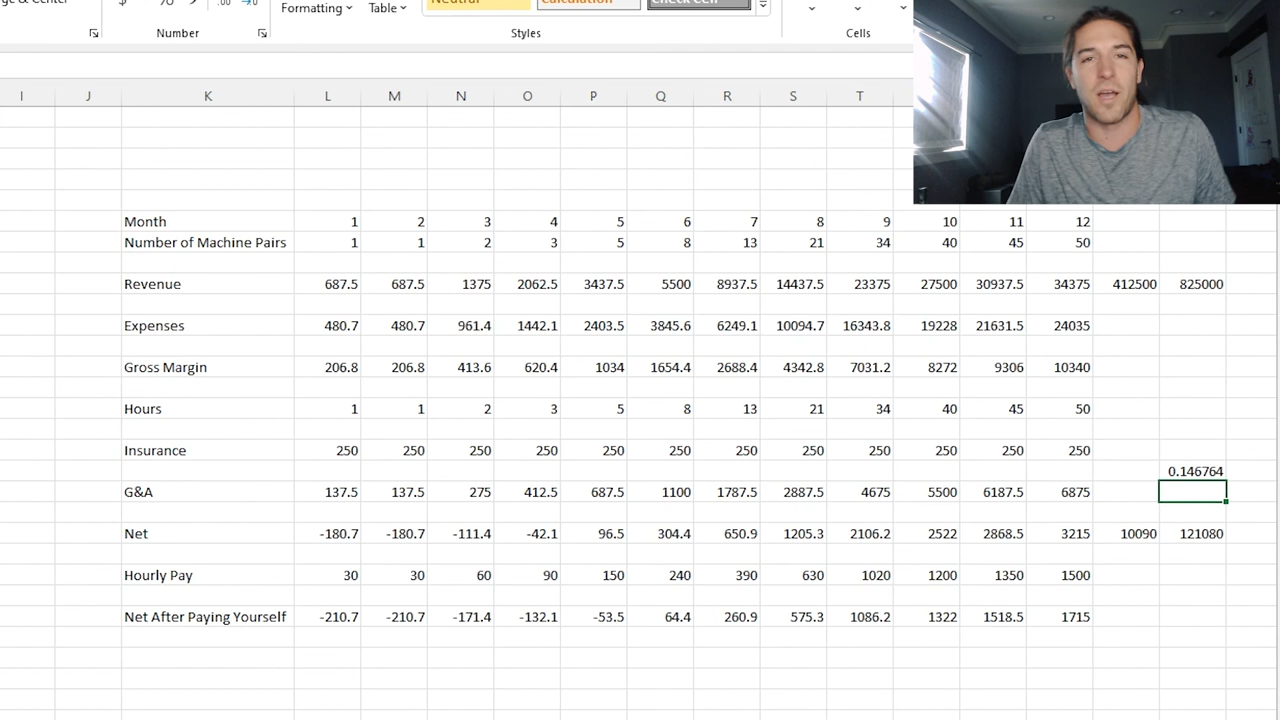 Neutral
Calculation
Check Cell
Formatting
Table
Number
Styles
Cells
I J K L M N O P Q R S T
Month 1 2 3 4 5 6 7 8 9 10 11 12
Number of Machine Pairs 1 1 2 3 5 8 13 21 34 40 45 50
Revenue 687.5 687.5 1375 2062.5 3437.5 5500 8937.5 14437.5 23375 27500 30937.5 34375 412500 825000
Expenses 480.7 480.7 961.4 1442.1 2403.5 3845.6 6249.1 10094.7 16343.8 19228 21631.5 24035
Gross Margin 206.8 206.8 413.6 620.4 1034 1654.4 2688.4 4342.8 7031.2 8272 9306 10340
Hours 1 1 2 3 5 8 13 21 34 40 45 50
Insurance 250 250 250 250 250 250 250 250 250 250 250 250
0.146764
G&A 137.5 137.5 275 412.5 687.5 1100 1787.5 2887.5 4675 5500 6187.5 6875
Net -180.7 -180.7 -111.4 -42.1 96.5 304.4 650.9 1205.3 2106.2 2522 2868.5 3215 10090 121080
Hourly Pay 30 30 60 90 150 240 390 630 1020 1200 1350 1500
Net After Paying Yourself -210.7 -210.7 -171.4 -132.1 -53.5 64.4 260.9 575.3 1086.2 1322 1518.5 1715